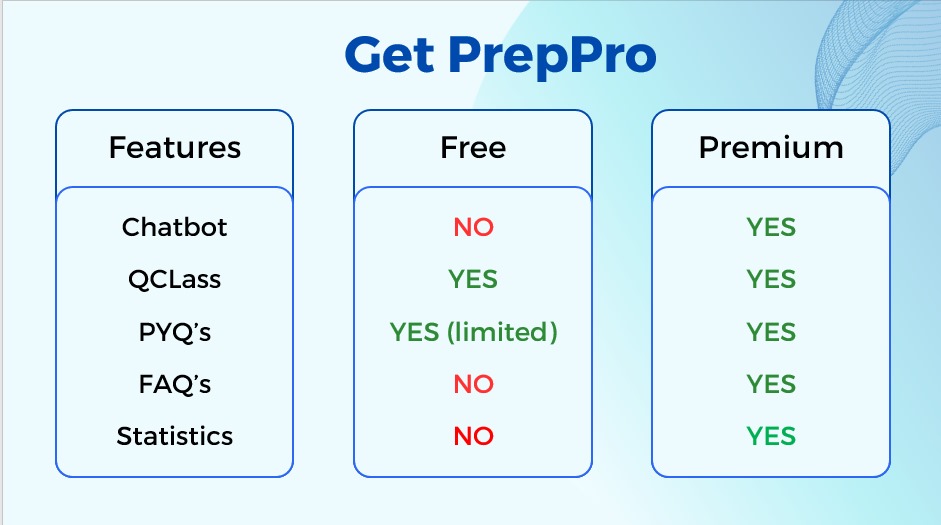 Get PrepPro
Features Free Premium
Chatbot NO YES
QCLass YES YES
PYQ’s YES (limited) YES
FAQ’s NO YES
Statistics NO YES